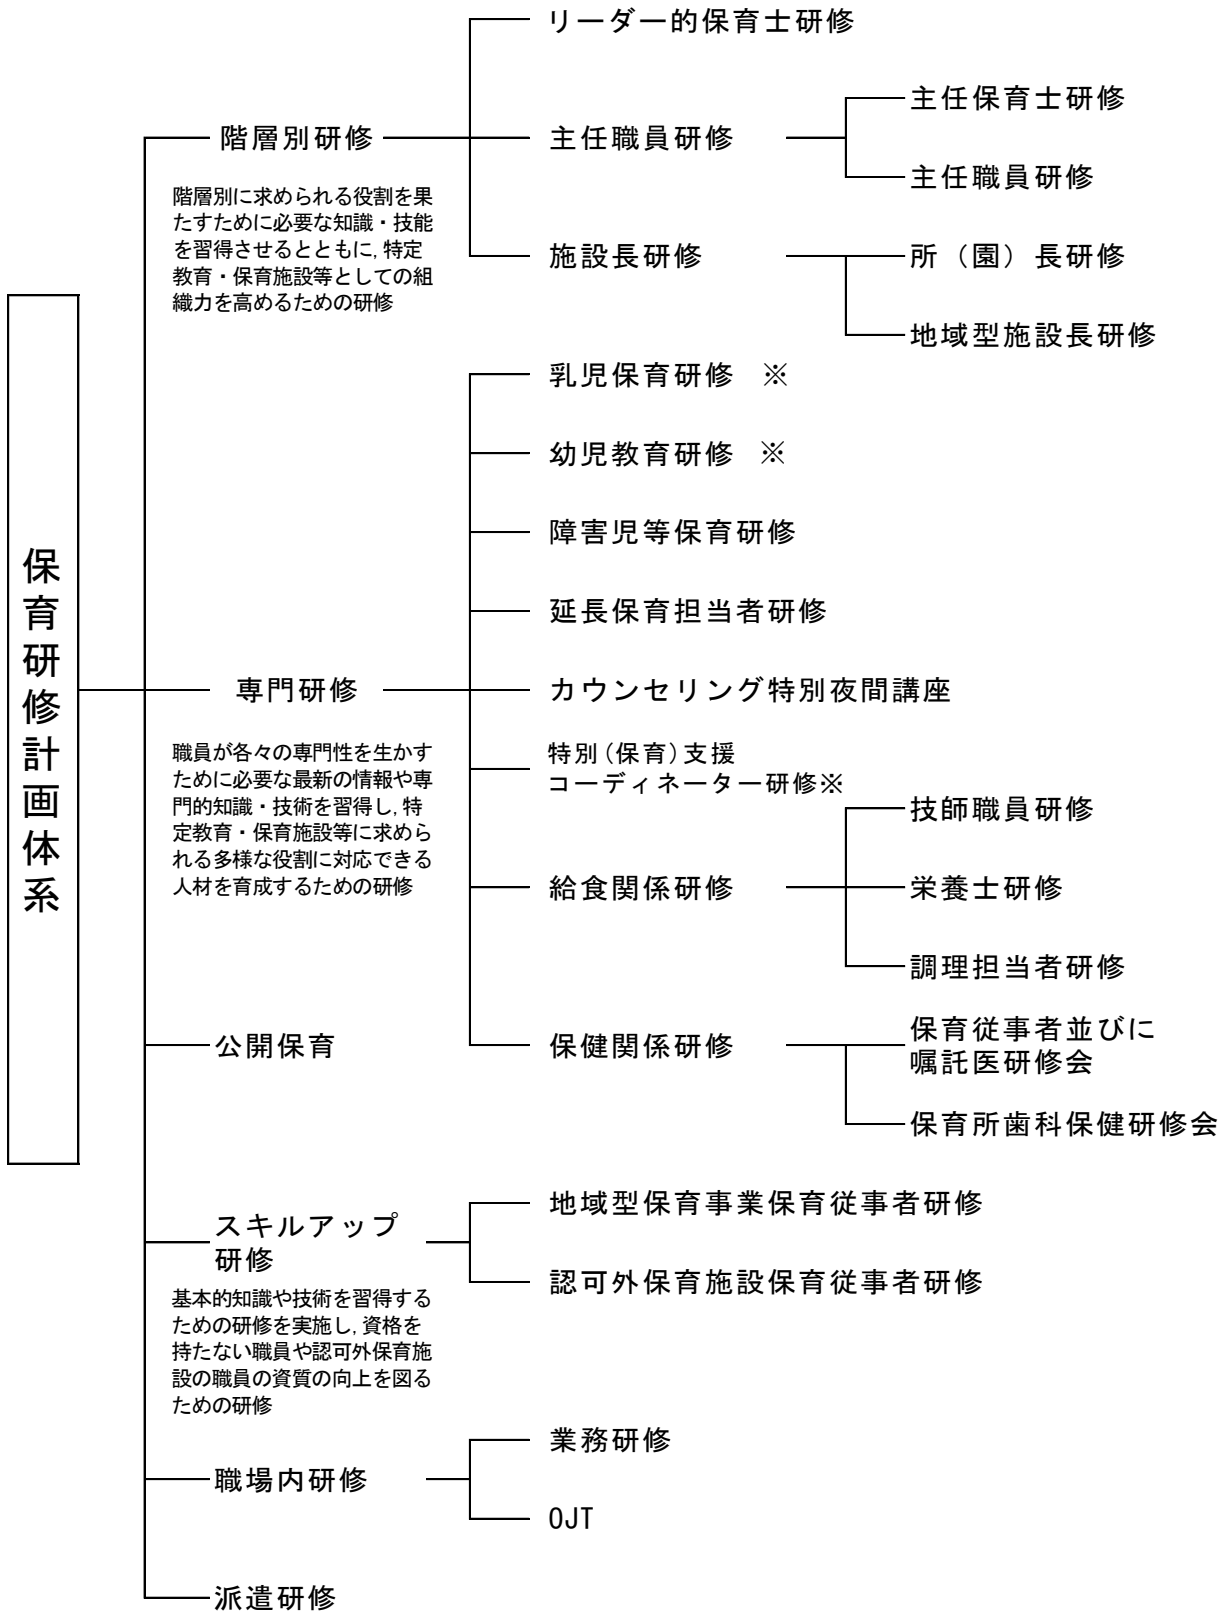 保育研修計画体系
階層別研修
階層別に求められる役割を果
たすために必要な知識・技能
を習得させるとともに,特定
教育・保育施設等としての組
織力を高めるための研修
リーダー的保育士研修
主任職員研修
主任保育士研修
主任職員研修
施設長研修
所（園）長研修
地域型施設長研修
専門研修
職員が各々の専門性を生かす
ために必要な最新の情報や専
門的知識・技術を習得し,特
定教育・保育施設等に求めら
れる多様な役割に対応できる
人材を育成するための研修
乳児保育研修　※
幼児教育研修　※
障害児等保育研修
延長保育担当者研修
カウンセリング特別夜間講座
特別(保育)支援
コーディネーター研修※
給食関係研修
技師職員研修
栄養士研修
調理担当者研修
保健関係研修
保育従事者並びに
嘱託医研修会
保育所歯科保健研修会
公開保育
スキルアップ
研修
基本的知識や技術を習得する
ための研修を実施し,資格を
持たない職員や認可外保育施
設の職員の資質の向上を図る
ための研修
地域型保育事業保育従事者研修
認可外保育施設保育従事者研修
職場内研修
業務研修
OJT
派遣研修